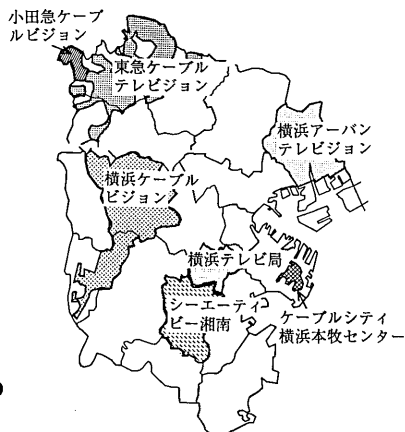 小田急ケーブ
ルビジョン
東急ケーブル
テレビジョン
横浜アーバン
テレビジョン
横浜ケーブル
ビジョン
横浜テレビ局
シーエーティ
ビー湘南
ケーブルシティ
横浜本牧センター